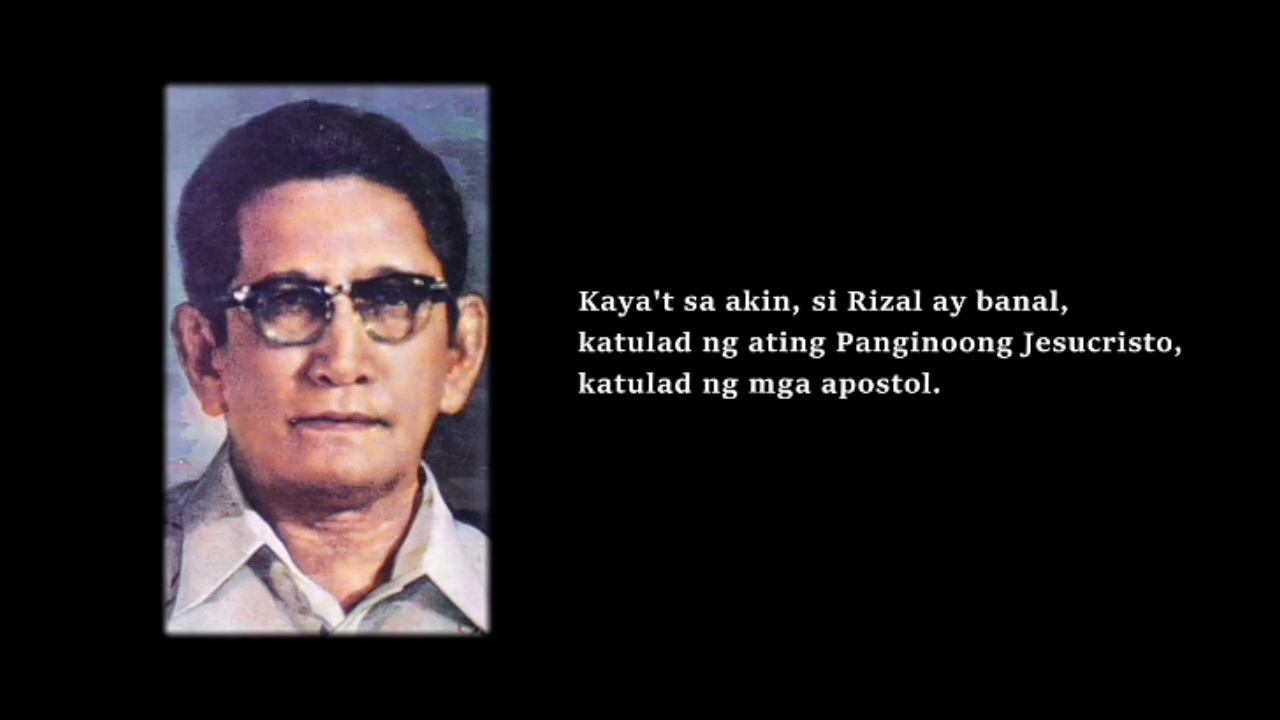 Kaya't sa akin, si Rizal ay banal,
katulad ng ating Panginoong Jesucristo,
katulad ng mga apostol.